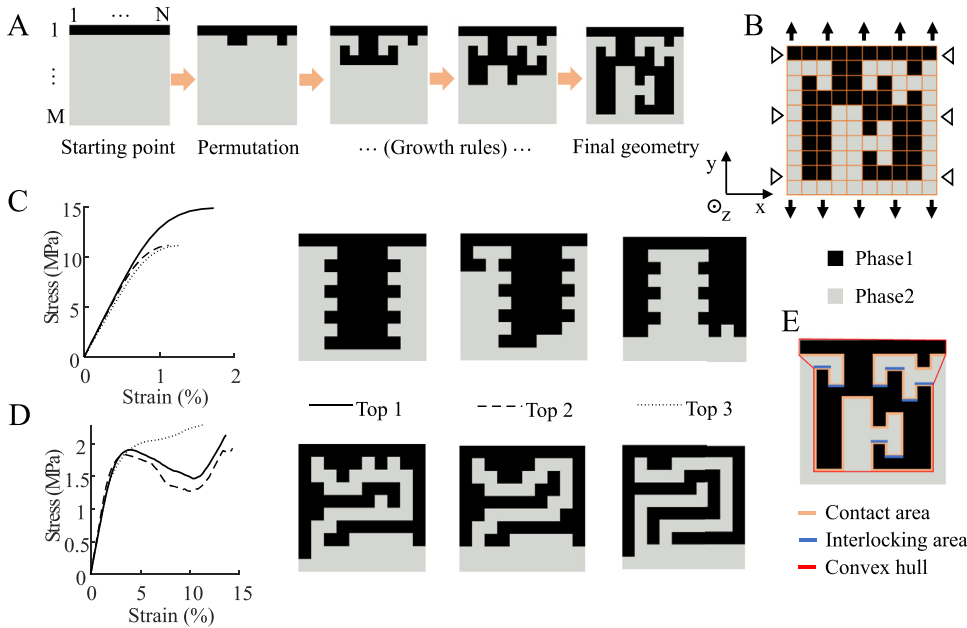 A
1 ... N
1
⋮
M
Starting point
Permutation
... (Growth rules) ...
Final geometry
B
y
z
x
Phase1
Phase2
C
Stress (MPa)
15
10
5
0
0
1
2
Strain (%)
Top 1
Top 2
Top 3
D
Stress (MPa)
2
1.5
1
2.5
0
0
5
10
15
Strain (%)
E
Contact area
Interlocking area
Convex hull